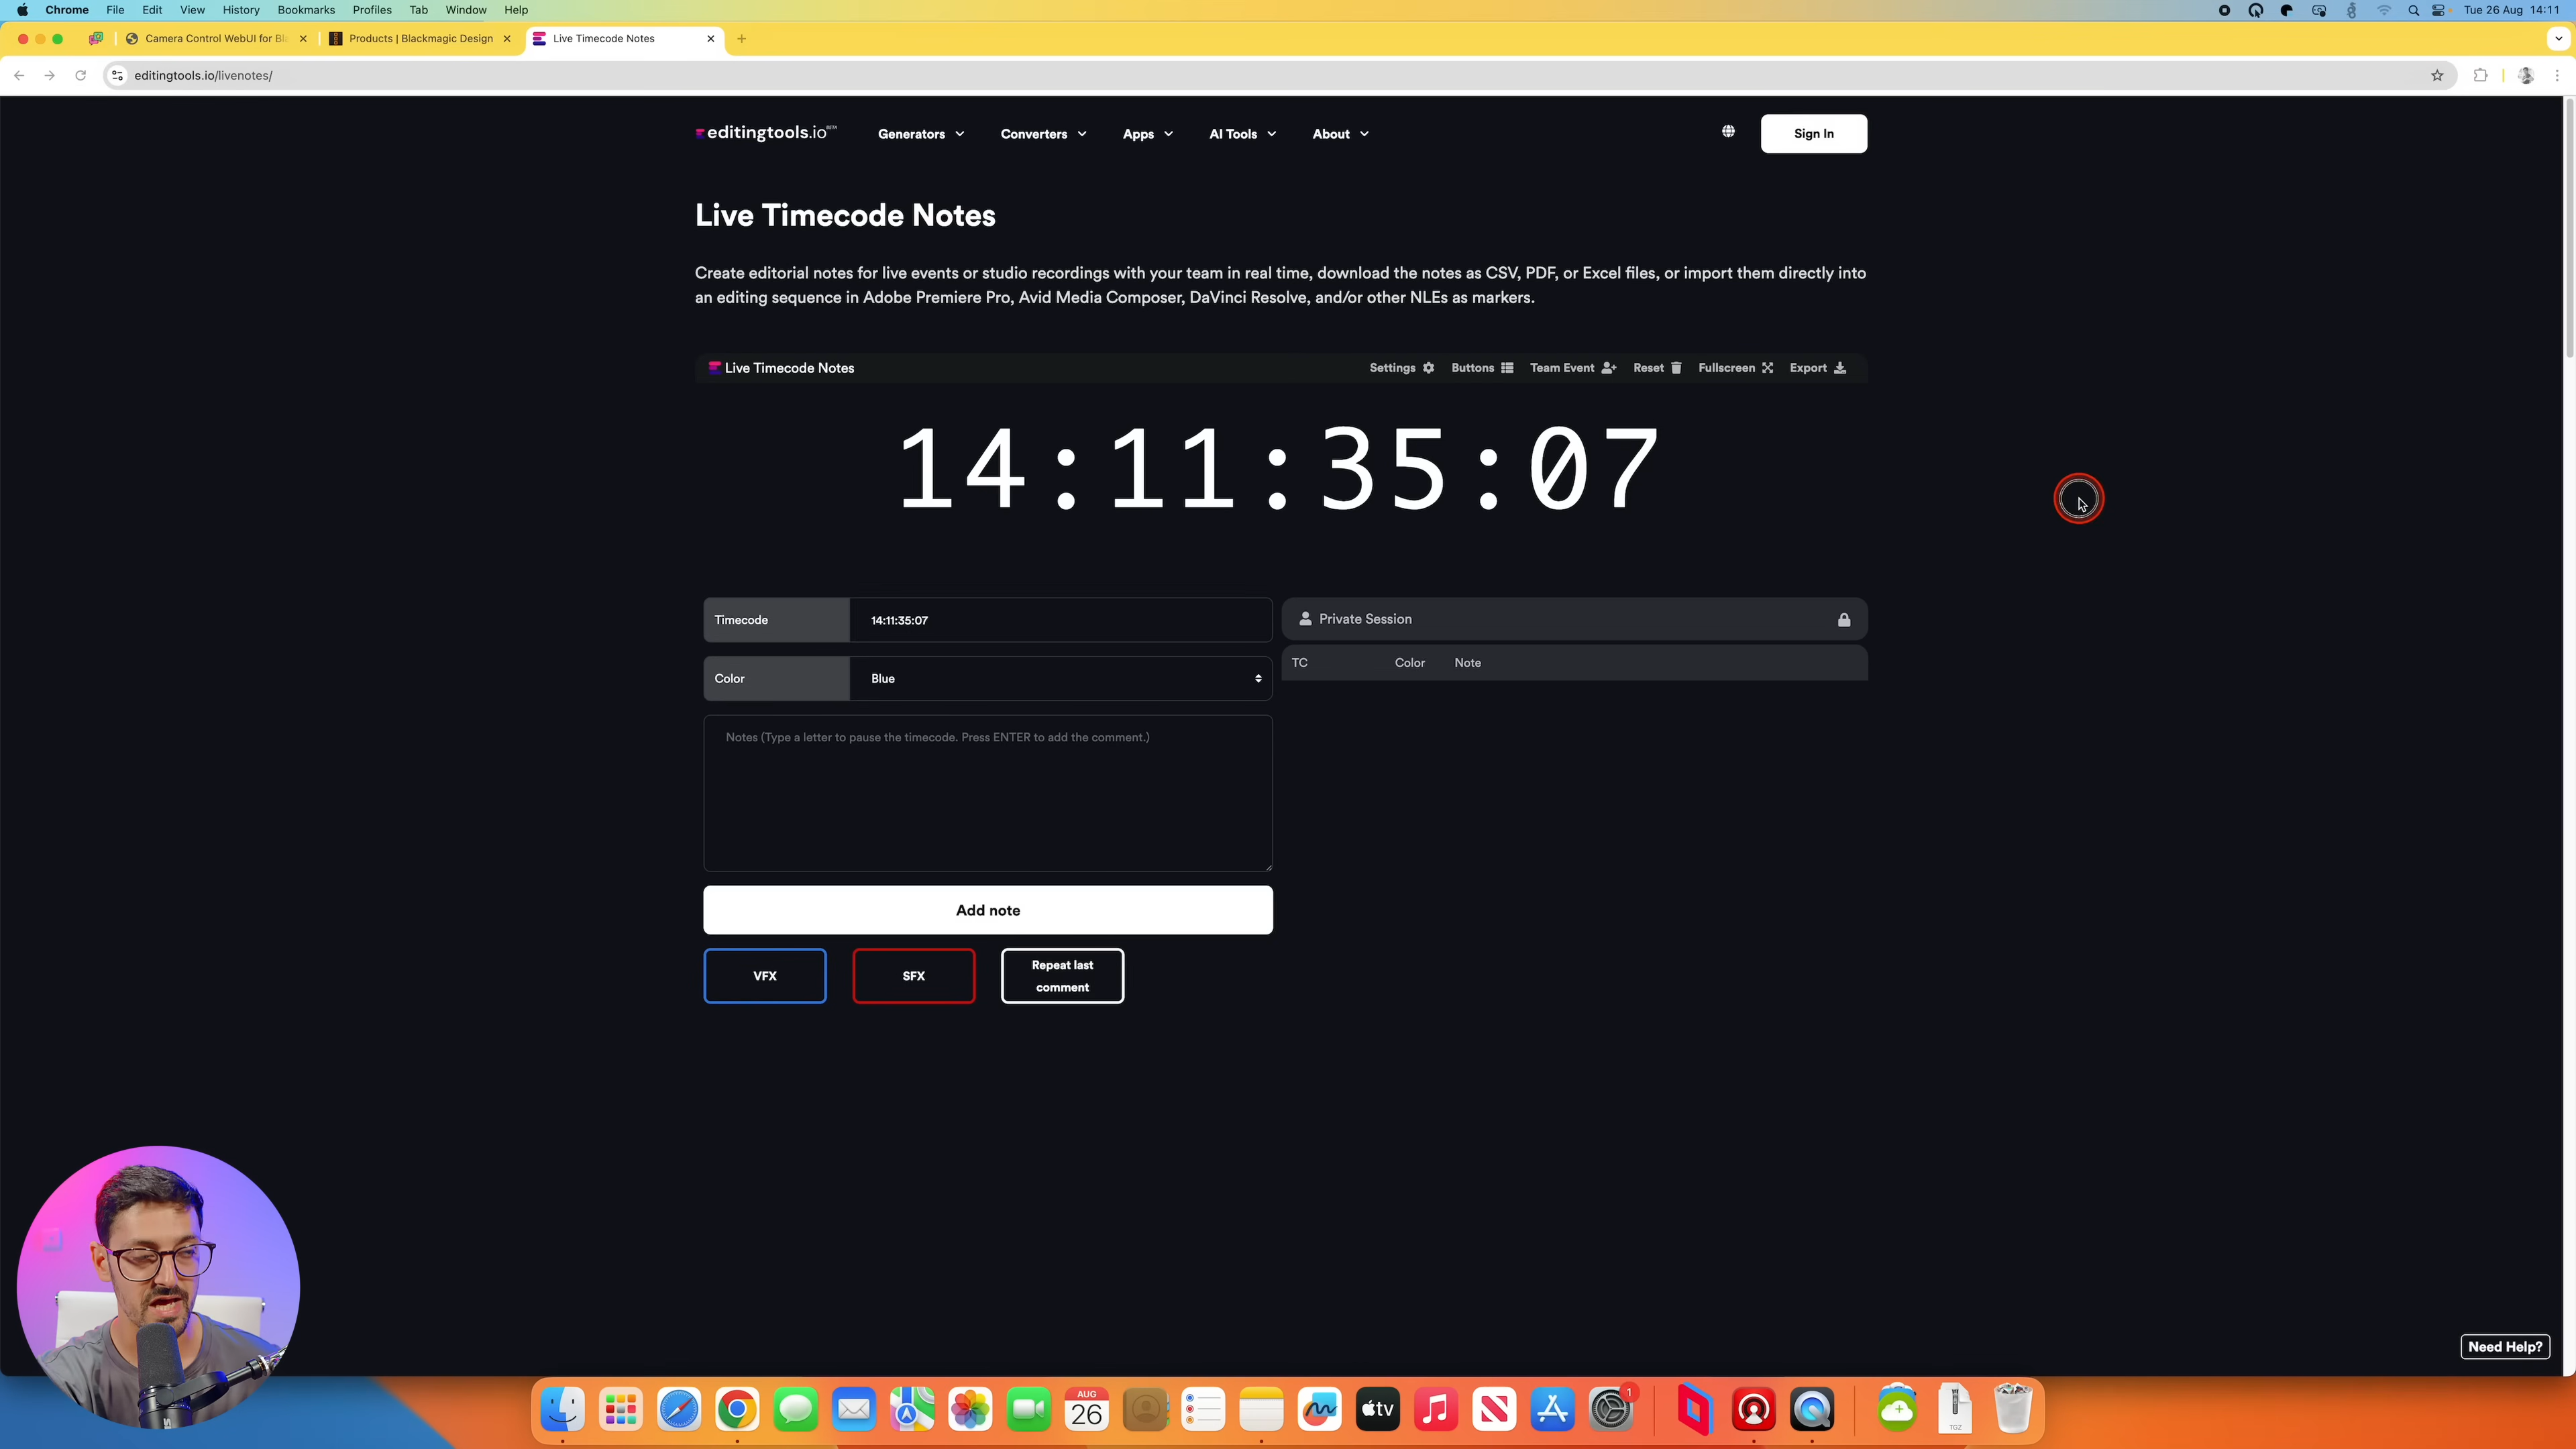 Chrome File Edit View History Bookmarks Profiles Tab Window Help Tue 26 Aug 14:11
Camera Control WebUI for Bl Products | Blackmagic Design Live Timecode Notes
editingtools.io/livenotes/
editingtools.io BETA Generators Converters Apps AI Tools About Sign In
Live Timecode Notes
Create editorial notes for live events or studio recordings with your team in real time, download the notes as CSV, PDF, or Excel files, or import them directly into
an editing sequence in Adobe Premiere Pro, Avid Media Composer, DaVinci Resolve, and/or other NLEs as markers.
Live Timecode Notes Settings Buttons Team Event Reset Fullscreen Export
14:11:35:07
Timecode 14:11:35:07 Private Session
TC Color Note
Color Blue
Notes (Type a letter to pause the timecode. Press ENTER to add the comment.)
Add note
VFX SFX Repeat last
comment
Need Help?
AUG
26
tv
1
TGZ